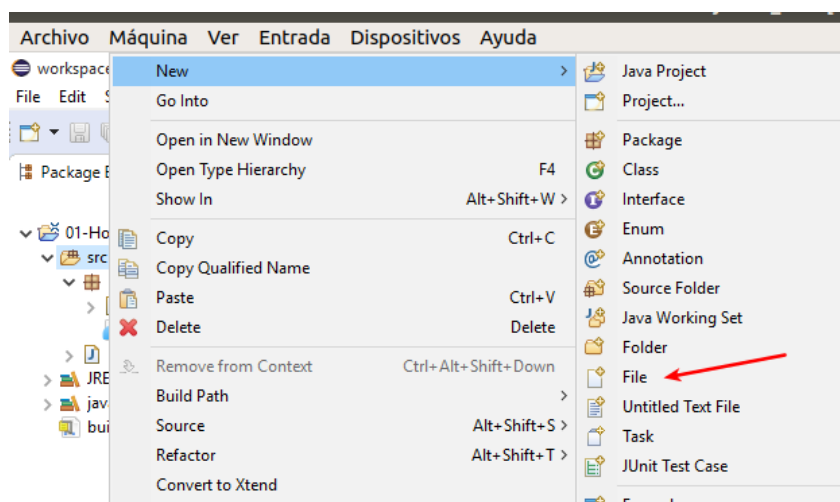 Archivo Máquina Ver Entrada Dispositivos Ayuda
workspace
File Edit
Package E
01-Ho
src
JRE
jav
bui
New
Go Into
Open in New Window
Open Type Hierarchy F4
Show In Alt+Shift+W >
Copy Ctrl+C
Copy Qualified Name
Paste Ctrl+V
Delete Delete
Remove from Context Ctrl+Alt+Shift+Down
Build Path
Source Alt+Shift+S >
Refactor Alt+Shift+T >
Convert to Xtend
Java Project
Project...
Package
Class
Interface
Enum
Annotation
Source Folder
Java Working Set
Folder
File
Untitled Text File
Task
JUnit Test Case